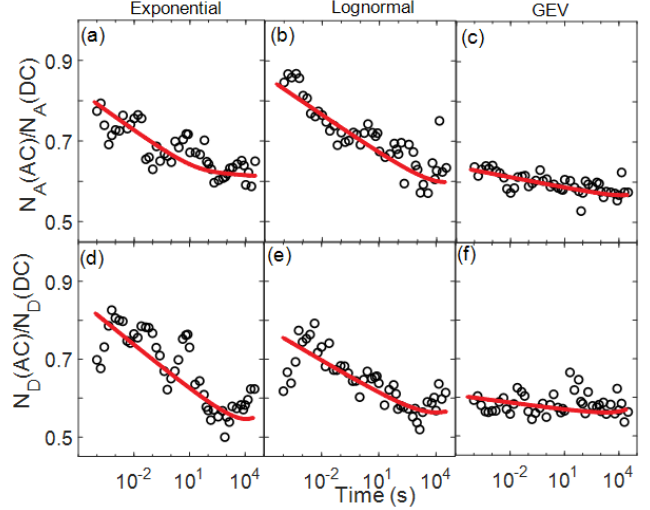 Exponential Lognormal GEV
(a) (b) (c)
N_A(AC)/N_A(DC)
0.9
0.7
0.5
(d) (e) (f)
N_D(AC)/N_D(DC)
0.9
0.7
0.5
10^-2 10^1 10^4 10^-2 10^1 10^4 10^-2 10^1 10^4
Time (s)